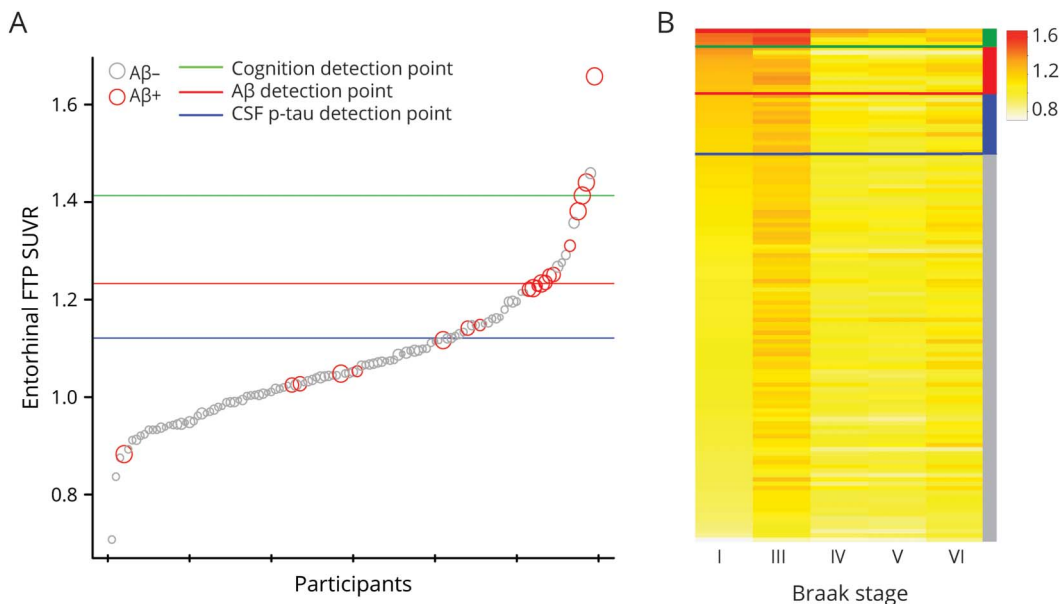 A
Aβ–
Aβ+
Cognition detection point
Aβ detection point
CSF p-tau detection point
Entorhinal FTP SUVR
1.6
1.4
1.2
1.0
0.8
Participants
B
1.6
1.2
0.8
I III IV V VI
Braak stage